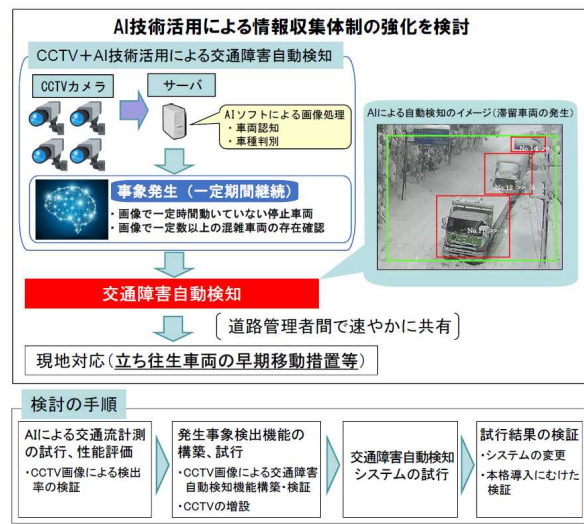 AI技術活用による情報収集体制の強化を検討
CCTV+AI技術活用による交通障害自動検知
CCTVカメラ
サーバ
AIソフトによる画像処理
・車両認知
・車種判別
事象発生（一定期間継続）
・画像で一定時間動いていない停止車両
・画像で一定数以上の混雑車両の存在確認
AIによる自動検知のイメージ（滞留車両の発生）
No.14 >>
No.12 >>
No.11 >>
交通障害自動検知
道路管理者間で速やかに共有
現地対応（立ち往生車両の早期移動措置等）
検討の手順
AIによる交通流計測
の試行、性能評価
・CCTV画像による検出
率の検証
発生事象検出機能の
構築、試行
・CCTV画像による交通障害
自動検知機能構築・検証
・CCTVの増設
交通障害自動検知
システムの試行
試行結果の検証
・システムの変更
・本格導入にむけた
検証